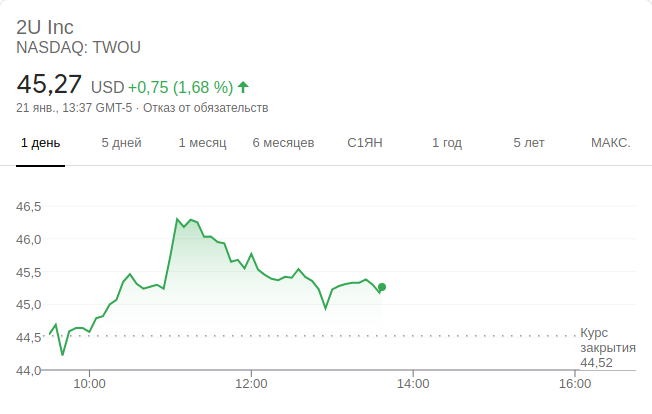 2U Inc
NASDAQ: TWOU
45,27 USD +0,75 (1,68 %)
21 янв., 13:37 GMT-5 · Отказ от обязательств
1 день 5 дней 1 месяц 6 месяцев С1ЯН 1 год 5 лет МАКС.
46,5
46,0
45,5
45,0
44,5
44,0
Курс
закрытия
44,52
10:00 12:00 14:00 16:00